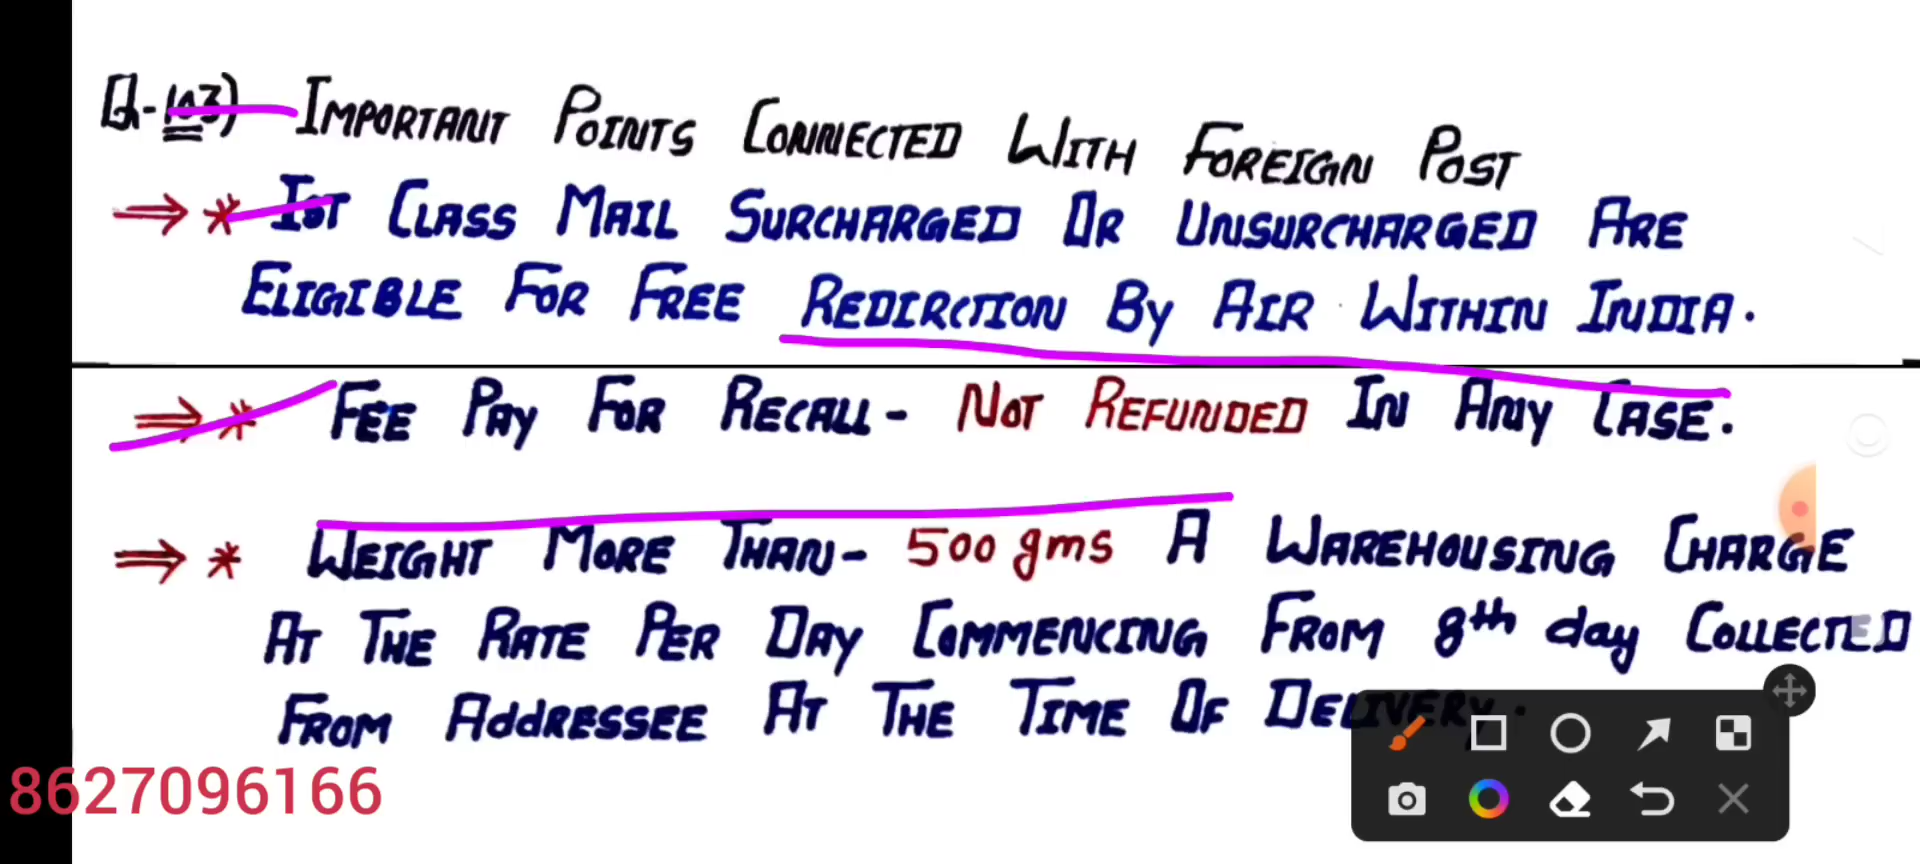 Q-103) IMPORTANT POINTS CONNECTED WITH FOREIGN POST
⇒ * IST CLASS MAIL SURCHARGED OR UNSURCHARGED ARE
ELIGIBLE FOR FREE REDIRCTION BY AIR WITHIN INDIA.
⇒ * FEE PAY FOR RECALL - NOT REFUNDED IN ANY CASE.
⇒ * WEIGHT MORE THAN - 500 gms A WAREHOUSING CHARGE
AT THE RATE PER DAY COMMENCING FROM 8th day COLLECTED
FROM ADDRESSEE AT THE TIME OF DELIVERY.
8627096166